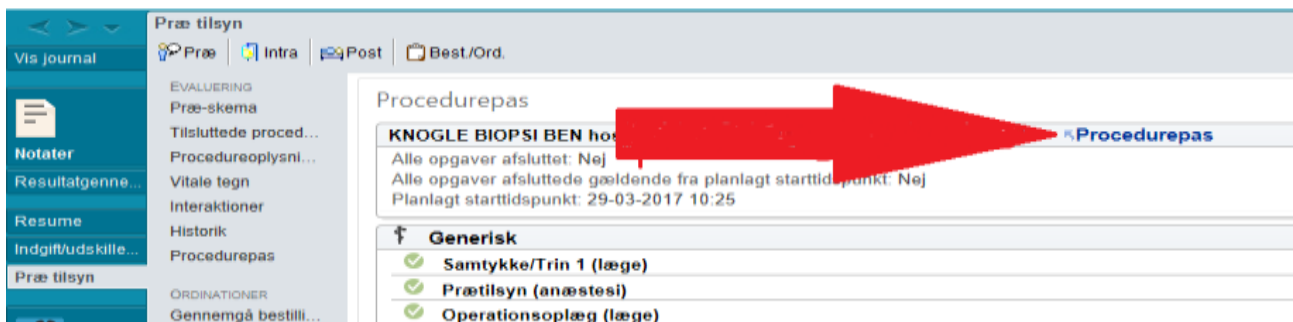 Præ tilsyn
Præ Intra Post Best./Ord.
Vis journal
Notater
Resultatgenne...
Resume
Indgift/udskille...
Præ tilsyn
EVALUERING
Præ-skema
Tilsluttede proced...
Procedureoplysni...
Vitale tegn
Interaktioner
Historik
Procedurepas
ORDINATIONER
Gennemgå bestilli...
Procedurepas
KNOGLE BIOPSI BEN hos
Procedurepas
Alle opgaver afsluttet: Nej
Alle opgaver afsluttede gældende fra planlagt starttidspunkt: Nej
Planlagt starttidspunkt: 29-03-2017 10:25
Generisk
Samtykke/Trin 1 (læge)
Prætilsyn (anæstesi)
Operationsoplæg (læge)